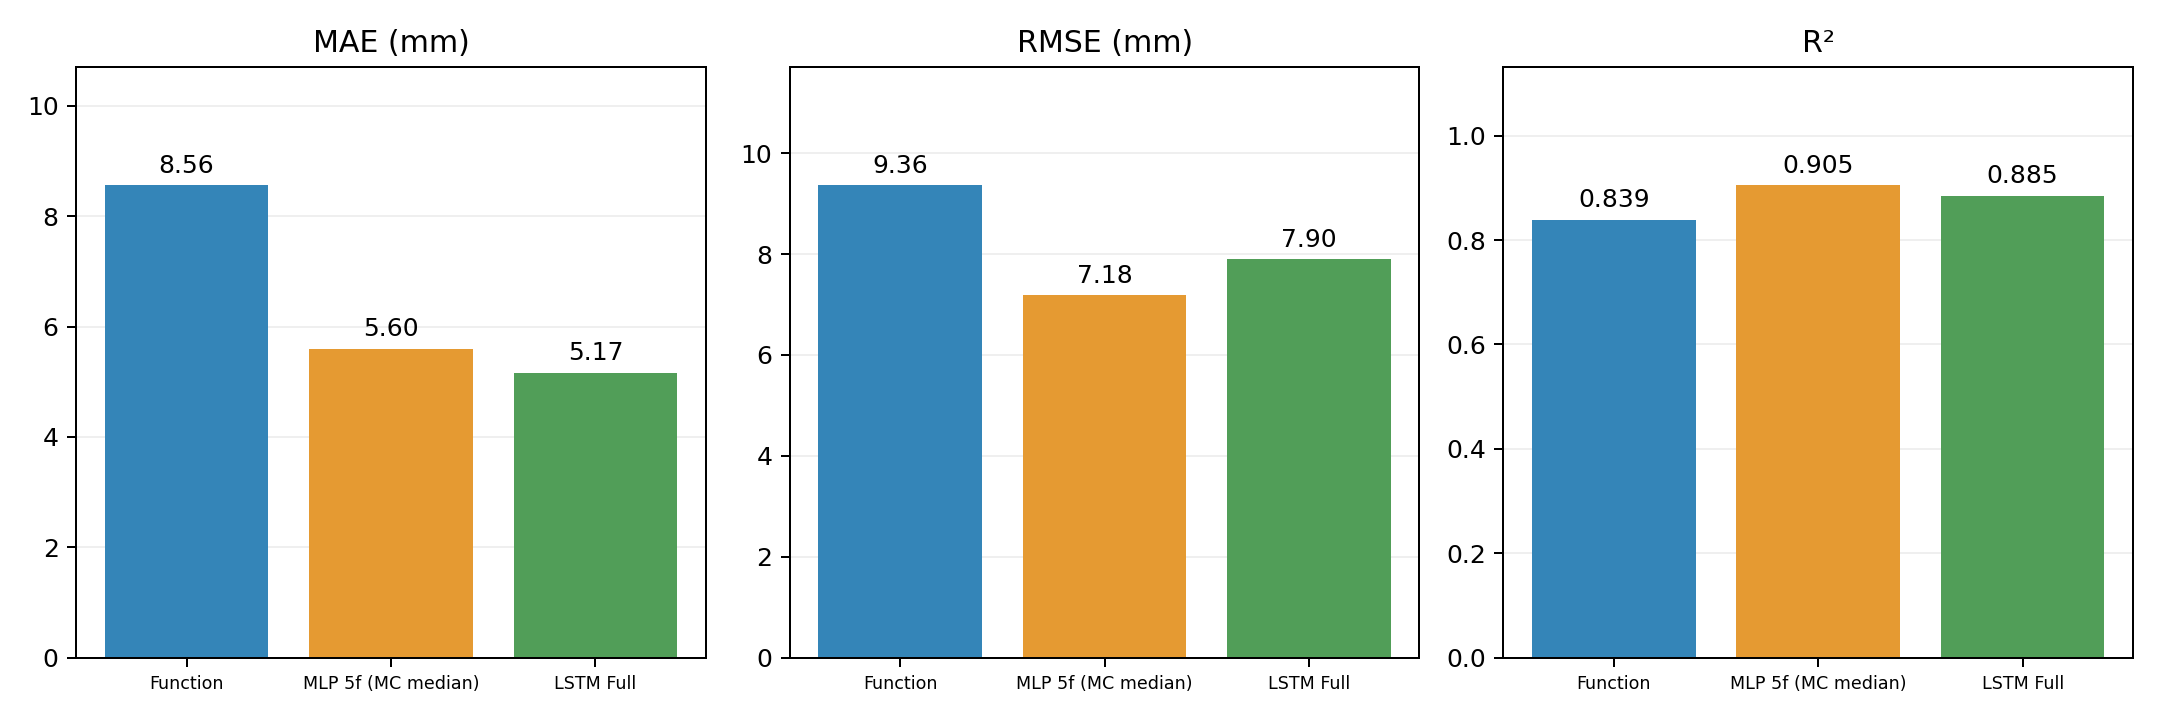 MAE (mm)
10
8
6
4
2
0
8.56
5.60
5.17
Function
MLP 5f (MC median)
LSTM Full
RMSE (mm)
10
8
6
4
2
0
9.36
7.18
7.90
Function
MLP 5f (MC median)
LSTM Full
R²
1.0
0.8
0.6
0.4
0.2
0.0
0.839
0.905
0.885
Function
MLP 5f (MC median)
LSTM Full